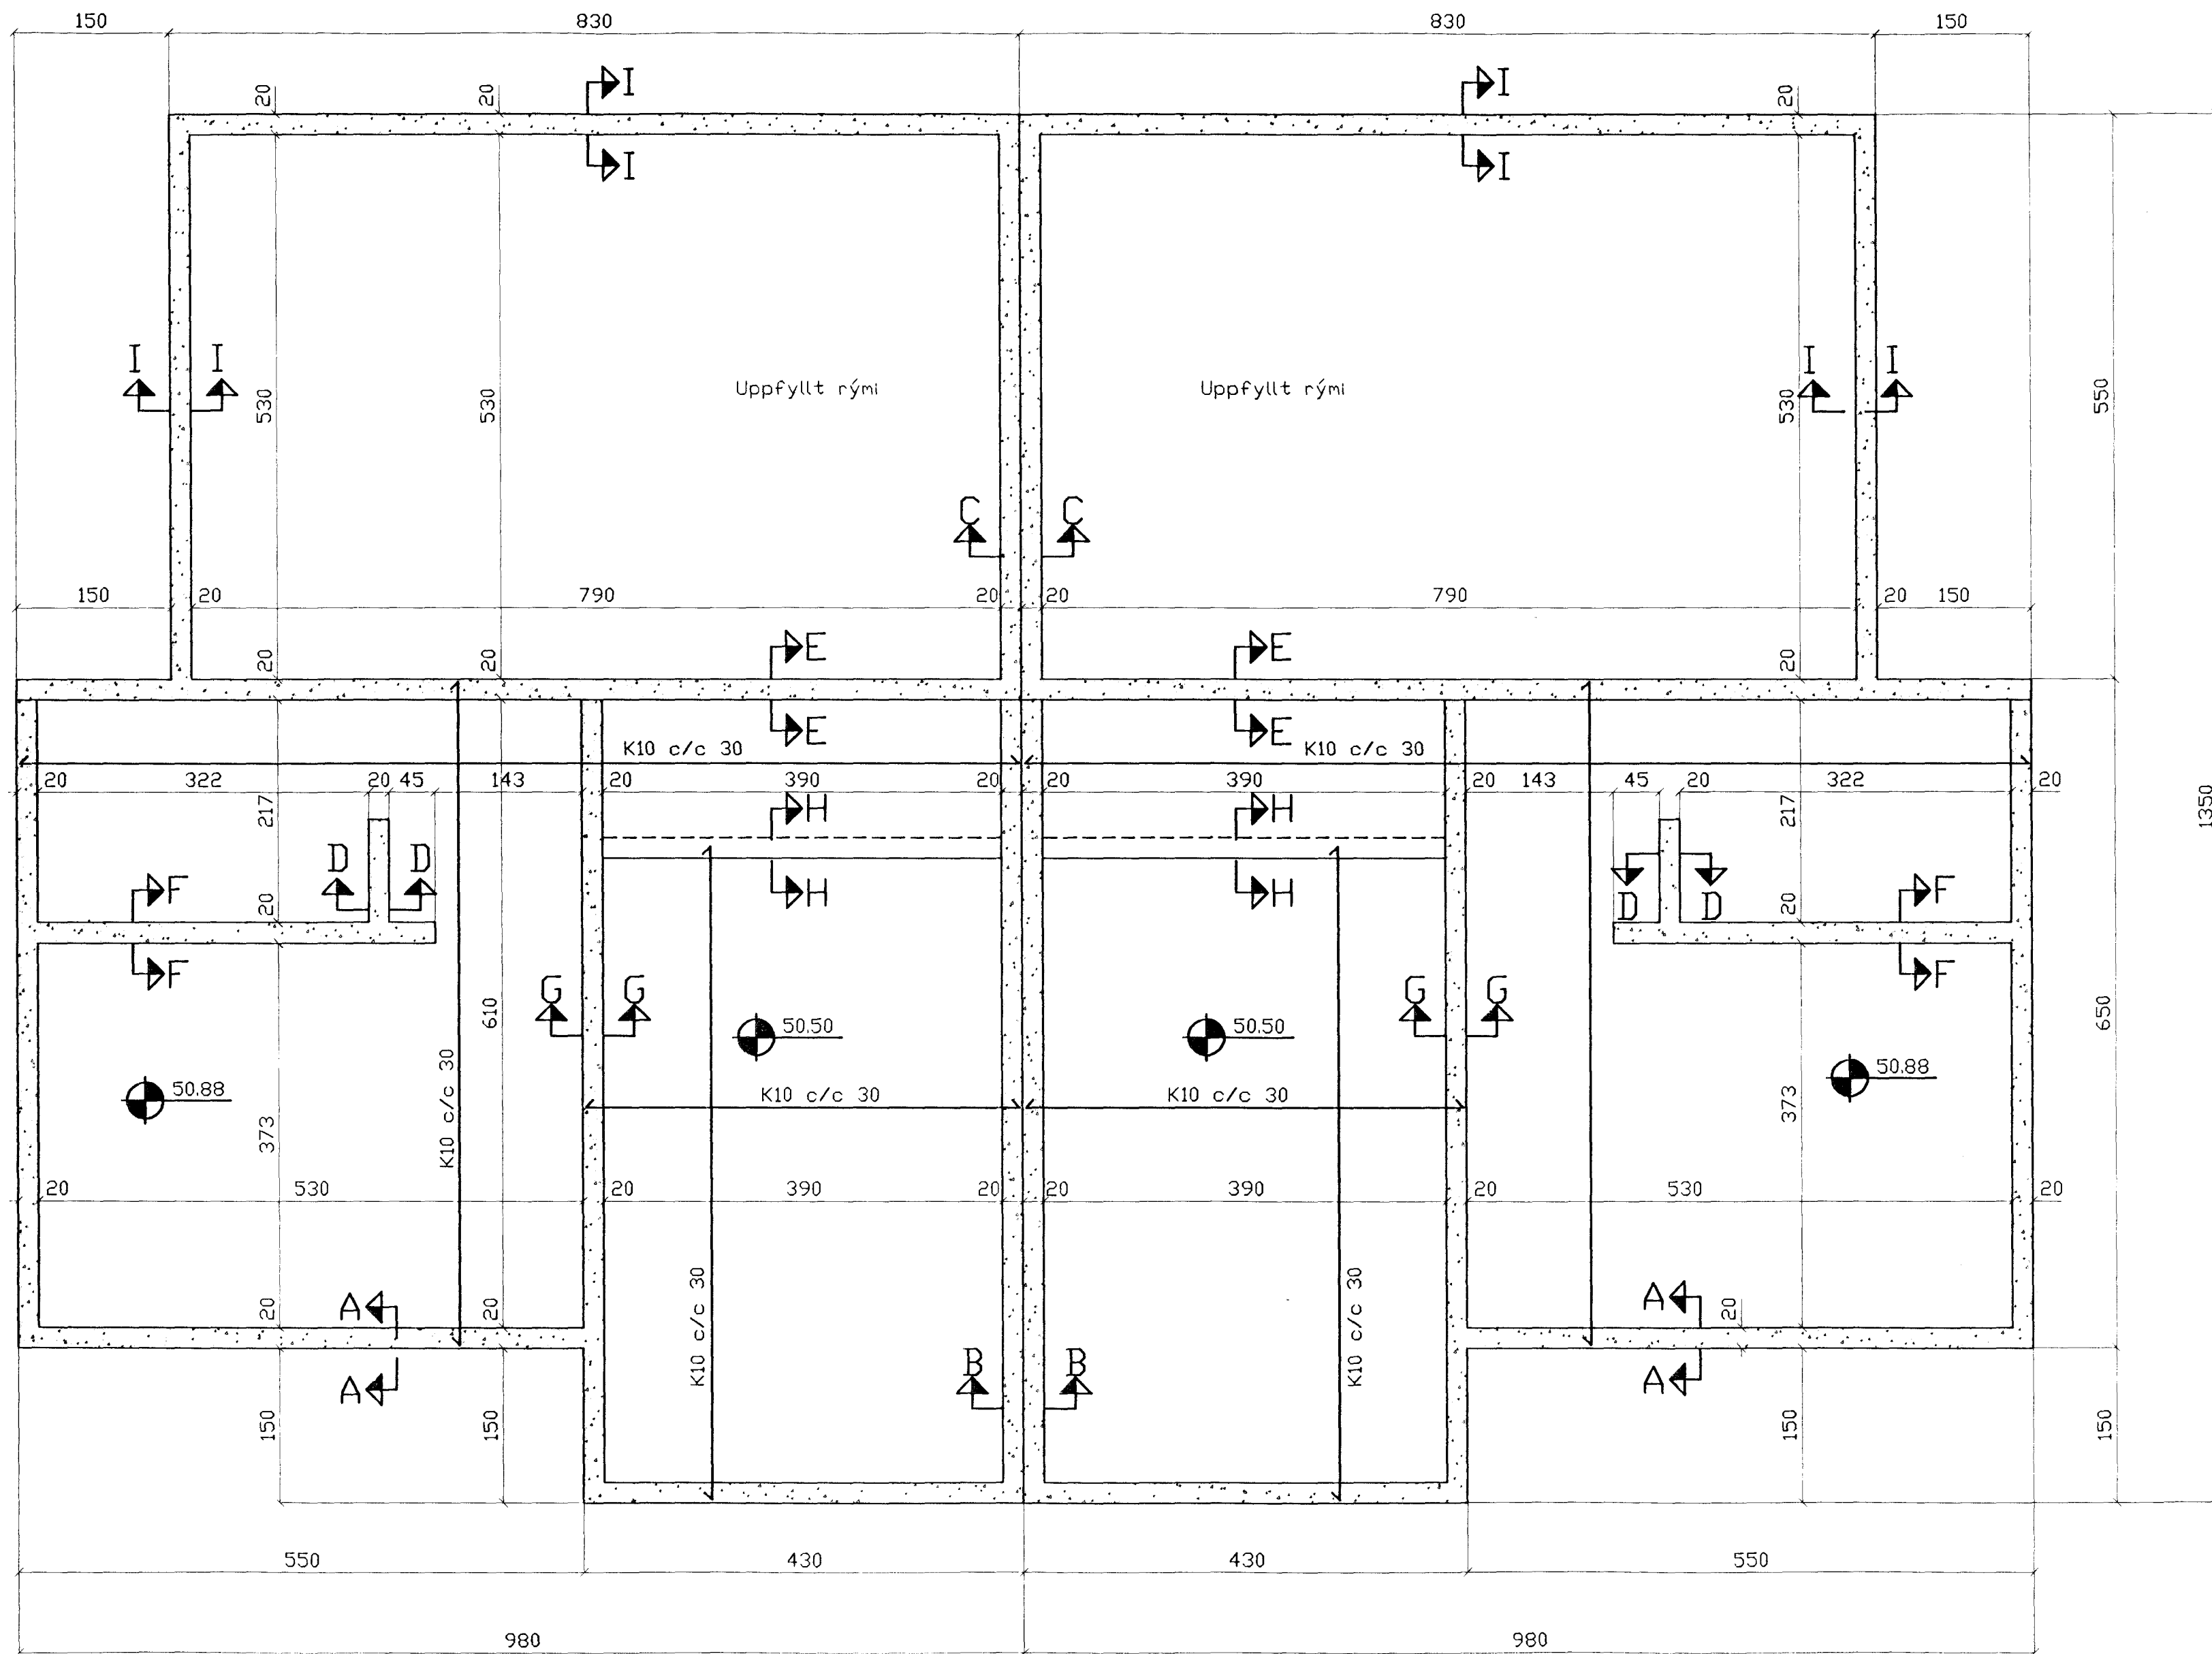 150 830 830 150
I I
20 20 20
I I
Uppfyllt rými Uppfyllt rými
I I I I
530 530 530 550
C C
150 20 790 20 20 790 20 150
E E
20 20 20
E E
K10 c/c 30 K10 c/c 30
20 322 20 45 143 20 390 20 20 390 20 143 45 20 322 20
1350
217 217
H H
D D
F H H F
20 D D 20
F F
G G G G
610 650
50.50 50.50
50.88 50.88
K10 c/c 30 K10 c/c 30 K10 c/c 30
373 373
20 530 20 390 20 20 390 20 530 20
A A
20 20 20
K10 c/c 30 K10 c/c 30
B B
A A
150 150 150 150
550 430 430 550
980 980